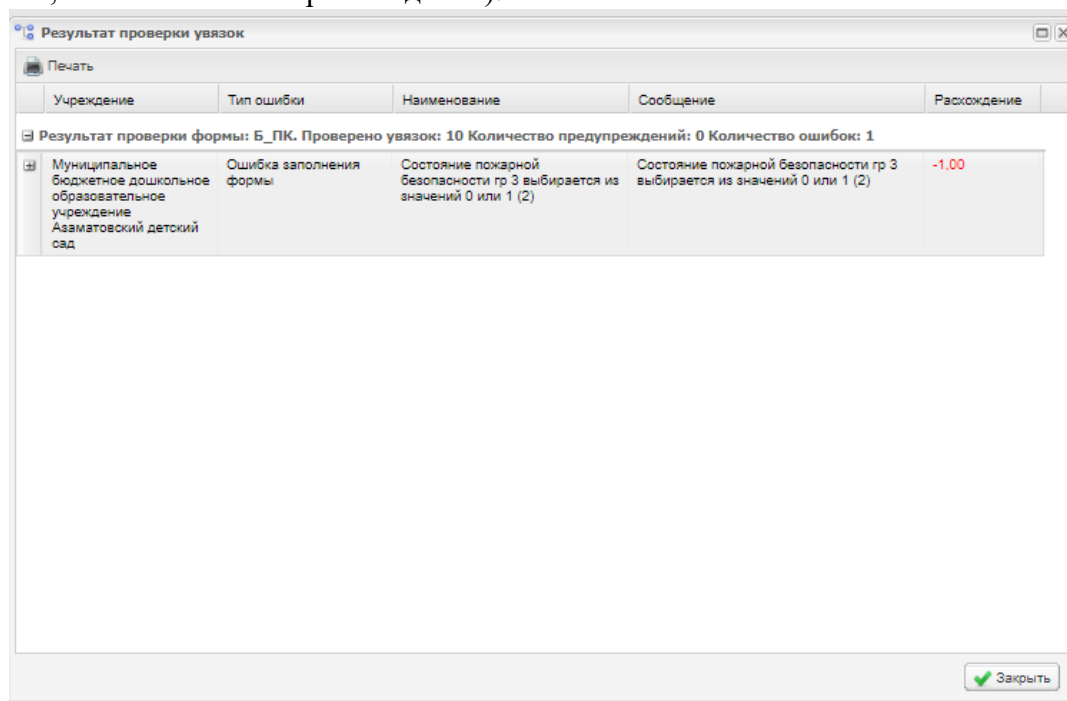 Результат проверки увязок
Печать
Учреждение Тип ошибки Наименование Сообщение Расхождение
Результат проверки формы: Б_ПК. Проверено увязок: 10 Количество предупреждений: 0 Количество ошибок: 1
Муниципальное
бюджетное дошкольное
образовательное
учреждение
Азаматовский детский
сад
Ошибка заполнения
формы
Состояние пожарной
безопасности гр 3 выбирается из
значений 0 или 1 (2)
Состояние пожарной безопасности гр 3
выбирается из значений 0 или 1 (2)
-1,00
Закрыть